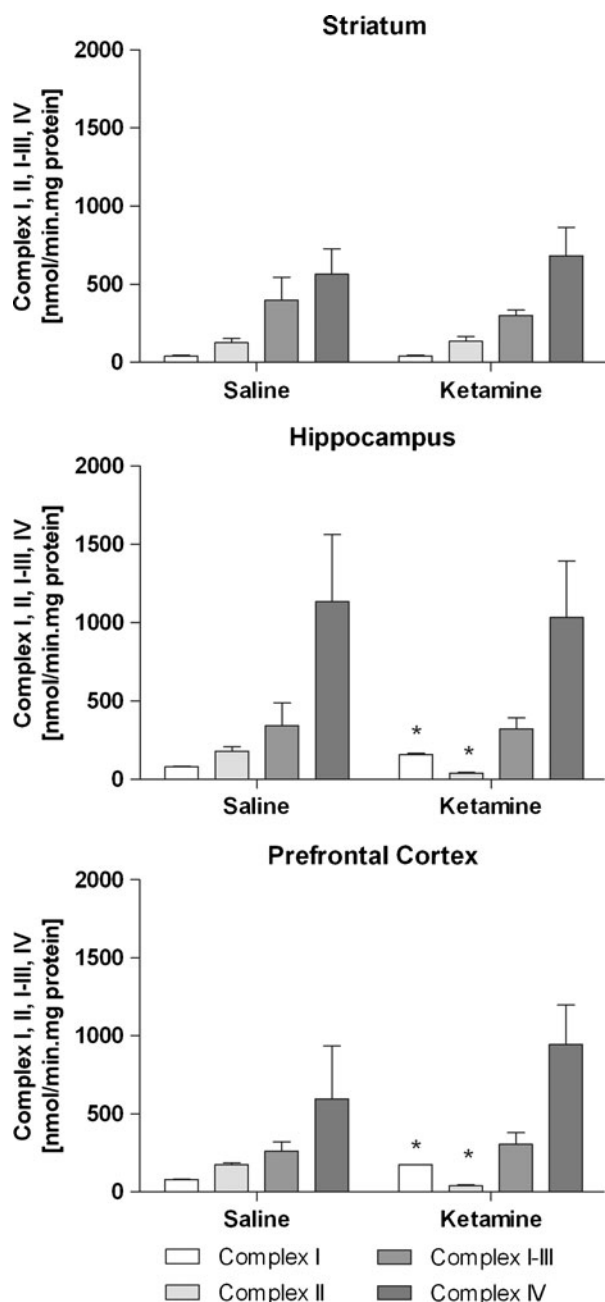 Striatum
Complex I, II, I-III, IV
[nmol/min.mg protein]
2000
1500
1000
500
0
Saline Ketamine
Hippocampus
Complex I, II, I-III, IV
[nmol/min.mg protein]
2000
1500
1000
500
0
* *
Saline Ketamine
Prefrontal Cortex
Complex I, II, I-III, IV
[nmol/min.mg protein]
2000
1500
1000
500
0
* *
Saline Ketamine
Complex I Complex I-III
Complex II Complex IV